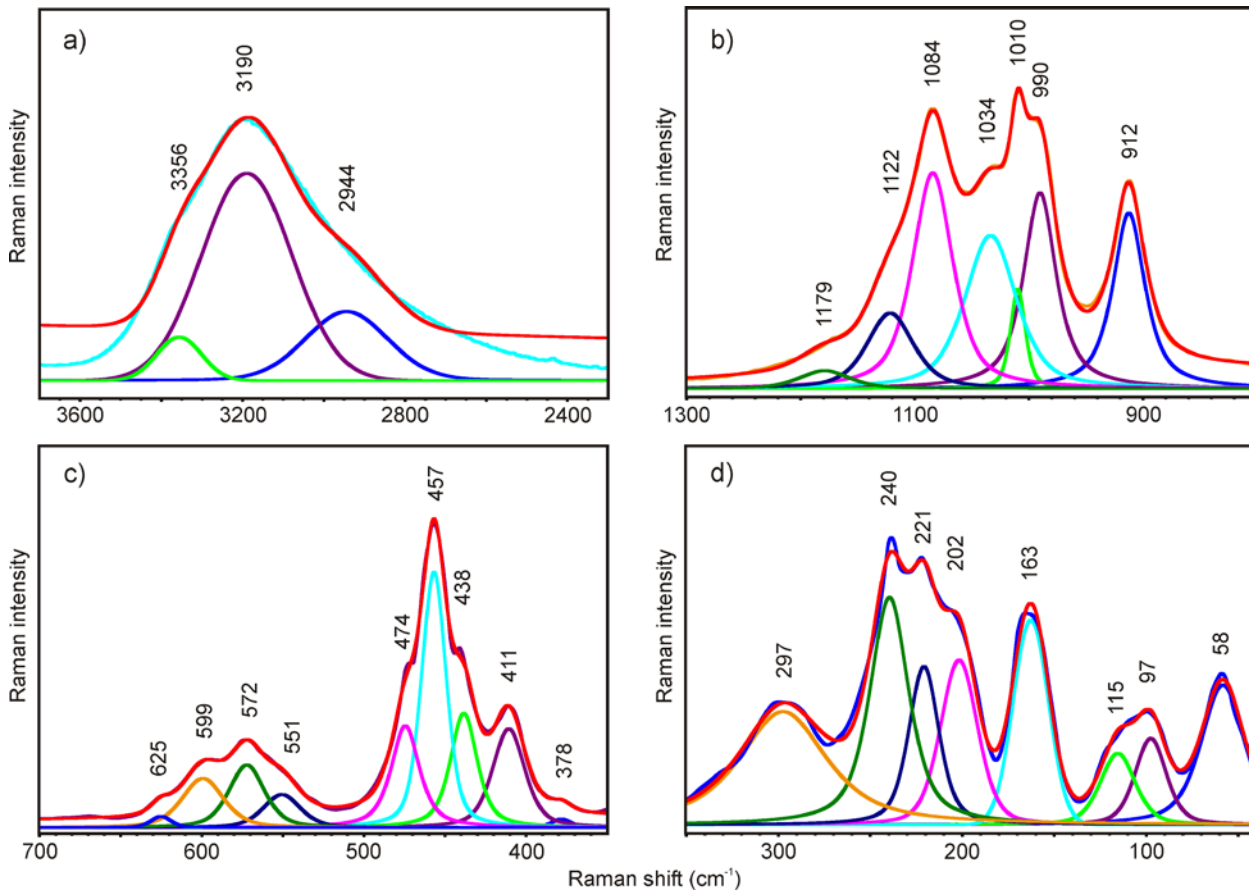 a)
3190
3356
2944
Raman intensity
3600 3200 2800 2400
b)
1010
1084
990
1034
912
1122
1179
Raman intensity
1300 1100 900
c)
457
438
474
411
572
599
551
625
378
Raman intensity
700 600 500 400
d)
240
221
202
163
297
58
97
115
Raman intensity
300 200 100
Raman shift (cm⁻¹)